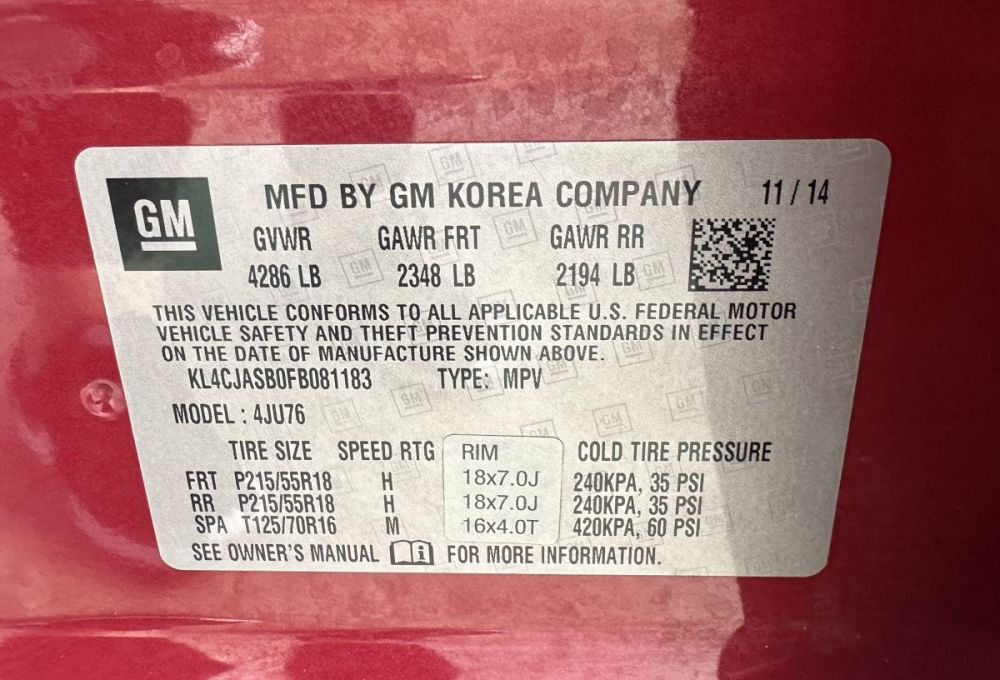 GM
MFD BY GM KOREA COMPANY 11 / 14
GVWR GAWR FRT GAWR RR
4286 LB 2348 LB 2194 LB
THIS VEHICLE CONFORMS TO ALL APPLICABLE U.S. FEDERAL MOTOR
VEHICLE SAFETY AND THEFT PREVENTION STANDARDS IN EFFECT
ON THE DATE OF MANUFACTURE SHOWN ABOVE.
KL4CJASB0FB081183 TYPE: MPV
MODEL : 4JU76
TIRE SIZE SPEED RTG RIM COLD TIRE PRESSURE
FRT P215/55R18 H 18x7.0J 240KPA, 35 PSI
RR P215/55R18 H 18x7.0J 240KPA, 35 PSI
SPA T125/70R16 M 16x4.0T 420KPA, 60 PSI
SEE OWNER'S MANUAL FOR MORE INFORMATION.